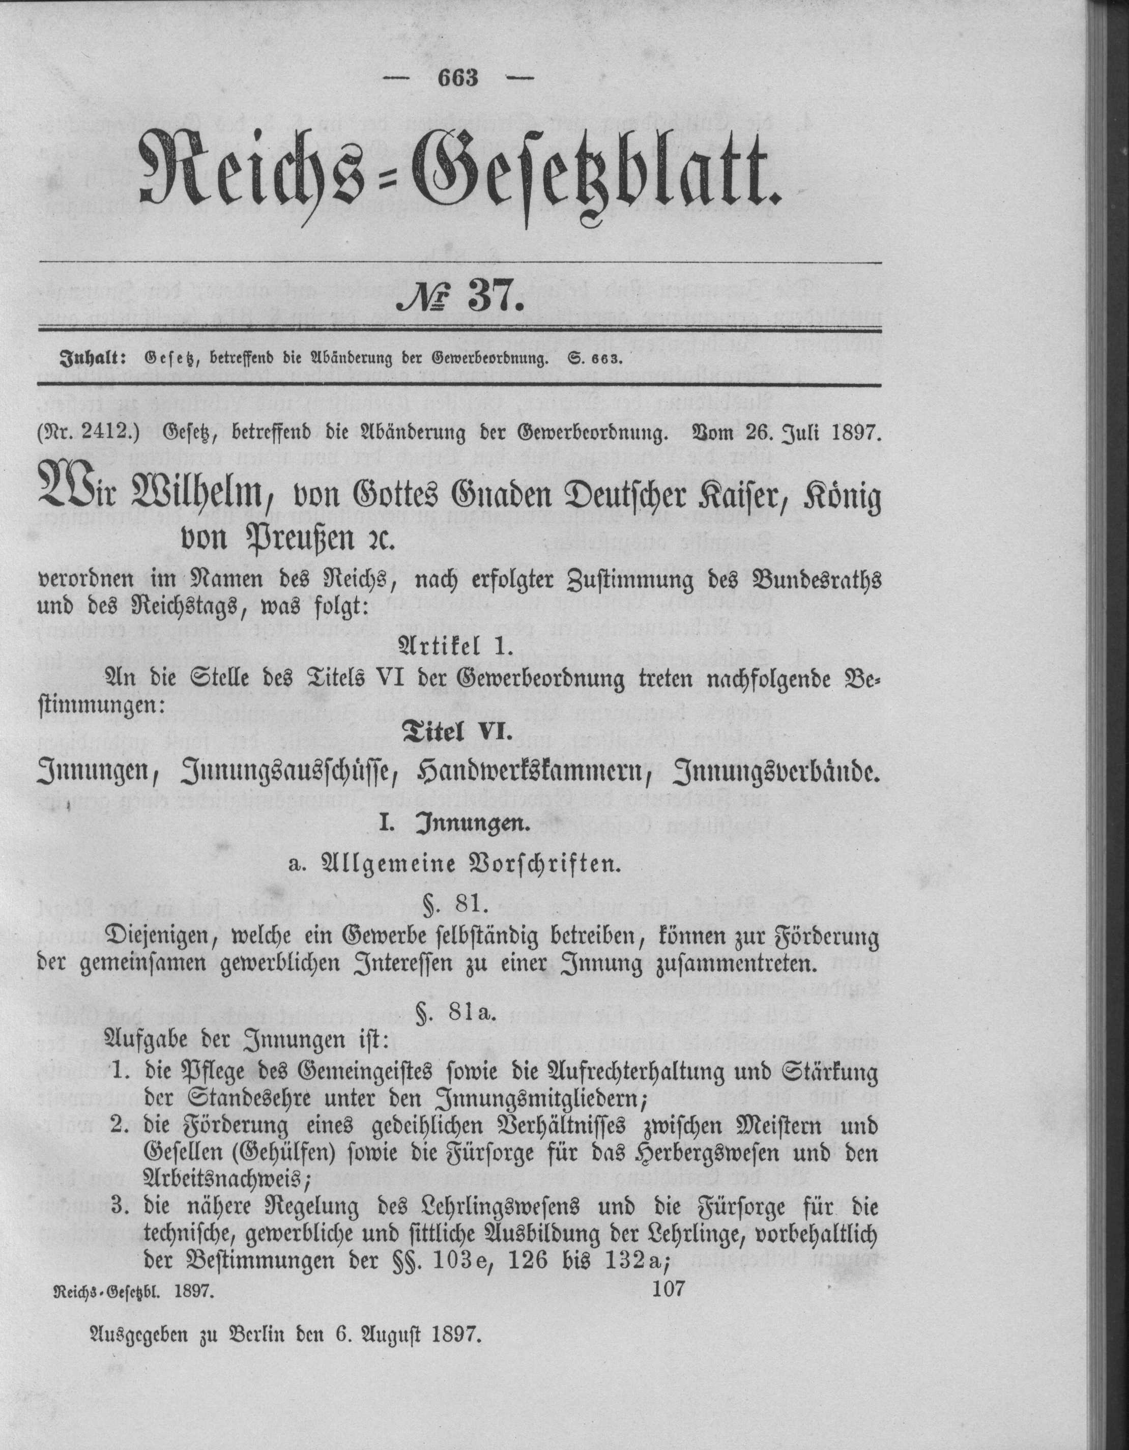 — 663 —
Reichs-Gesetzblatt.
№ 37.
Inhalt: Gesetz, betreffend die Abänderung der Gewerbeordnung. S. 663.
(Nr. 2412.) Gesetz, betreffend die Abänderung der Gewerbeordnung. Vom 26. Juli 1897.
Wir Wilhelm, von Gottes Gnaden Deutscher Kaiser, König
von Preußen ꝛc.
verordnen im Namen des Reichs, nach erfolgter Zustimmung des Bundesraths
und des Reichstags, was folgt:
Artikel 1.
An die Stelle des Titels VI der Gewerbeordnung treten nachfolgende Be-
stimmungen:
Titel VI.
Innungen, Innungsausschüsse, Handwerkskammern, Innungsverbände.
I. Innungen.
a. Allgemeine Vorschriften.
§. 81.
Diejenigen, welche ein Gewerbe selbständig betreiben, können zur Förderung
der gemeinsamen gewerblichen Interessen zu einer Innung zusammentreten.
§. 81a.
Aufgabe der Innungen ist:
1. die Pflege des Gemeingeistes sowie die Aufrechterhaltung und Stärkung
der Standesehre unter den Innungsmitgliedern;
2. die Förderung eines gedeihlichen Verhältnisses zwischen Meistern und
Gesellen (Gehülfen) sowie die Fürsorge für das Herbergswesen und den
Arbeitsnachweis;
3. die nähere Regelung des Lehrlingswesens und die Fürsorge für die
technische, gewerbliche und sittliche Ausbildung der Lehrlinge, vorbehaltlich
der Bestimmungen der §§. 103e, 126 bis 132a;
Reichs-Gesetzbl. 1897. 107
Ausgegeben zu Berlin den 6. August 1897.